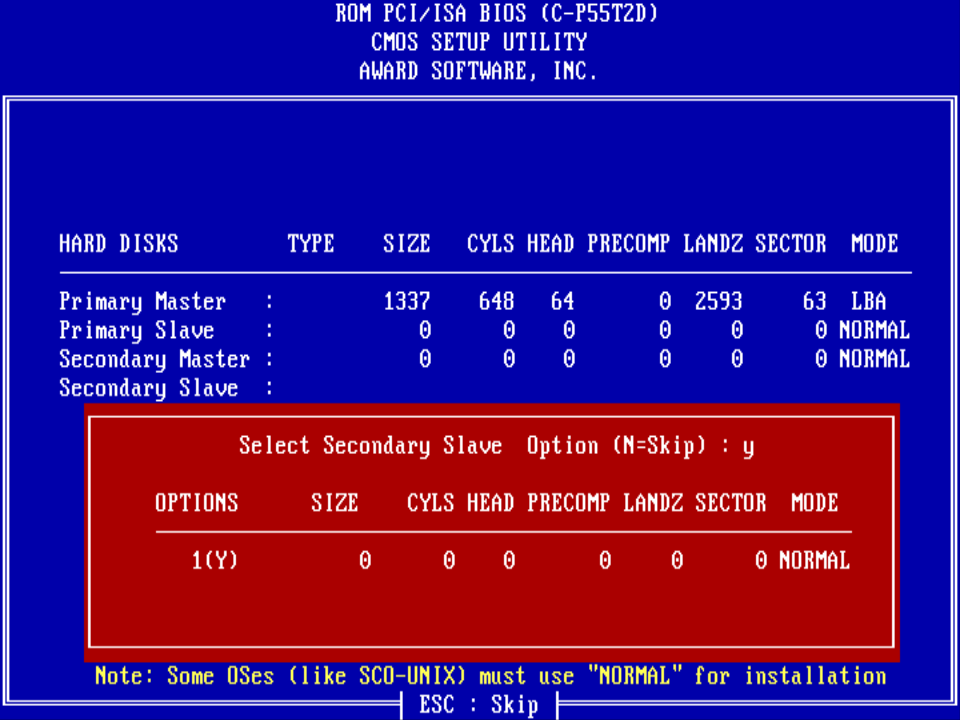 ROM PCI/ISA BIOS (C-P55T2D)
CMOS SETUP UTILITY
AWARD SOFTWARE, INC.
HARD DISKS TYPE SIZE CYLS HEAD PRECOMP LANDZ SECTOR MODE
Primary Master : 1337 648 64 0 2593 63 LBA
Primary Slave : 0 0 0 0 0 0 NORMAL
Secondary Master : 0 0 0 0 0 0 NORMAL
Secondary Slave :
Select Secondary Slave Option (N=Skip) : y
OPTIONS SIZE CYLS HEAD PRECOMP LANDZ SECTOR MODE
1(Y) 0 0 0 0 0 0 NORMAL
Note: Some OSes (like SCO-UNIX) must use "NORMAL" for installation
ESC : Skip